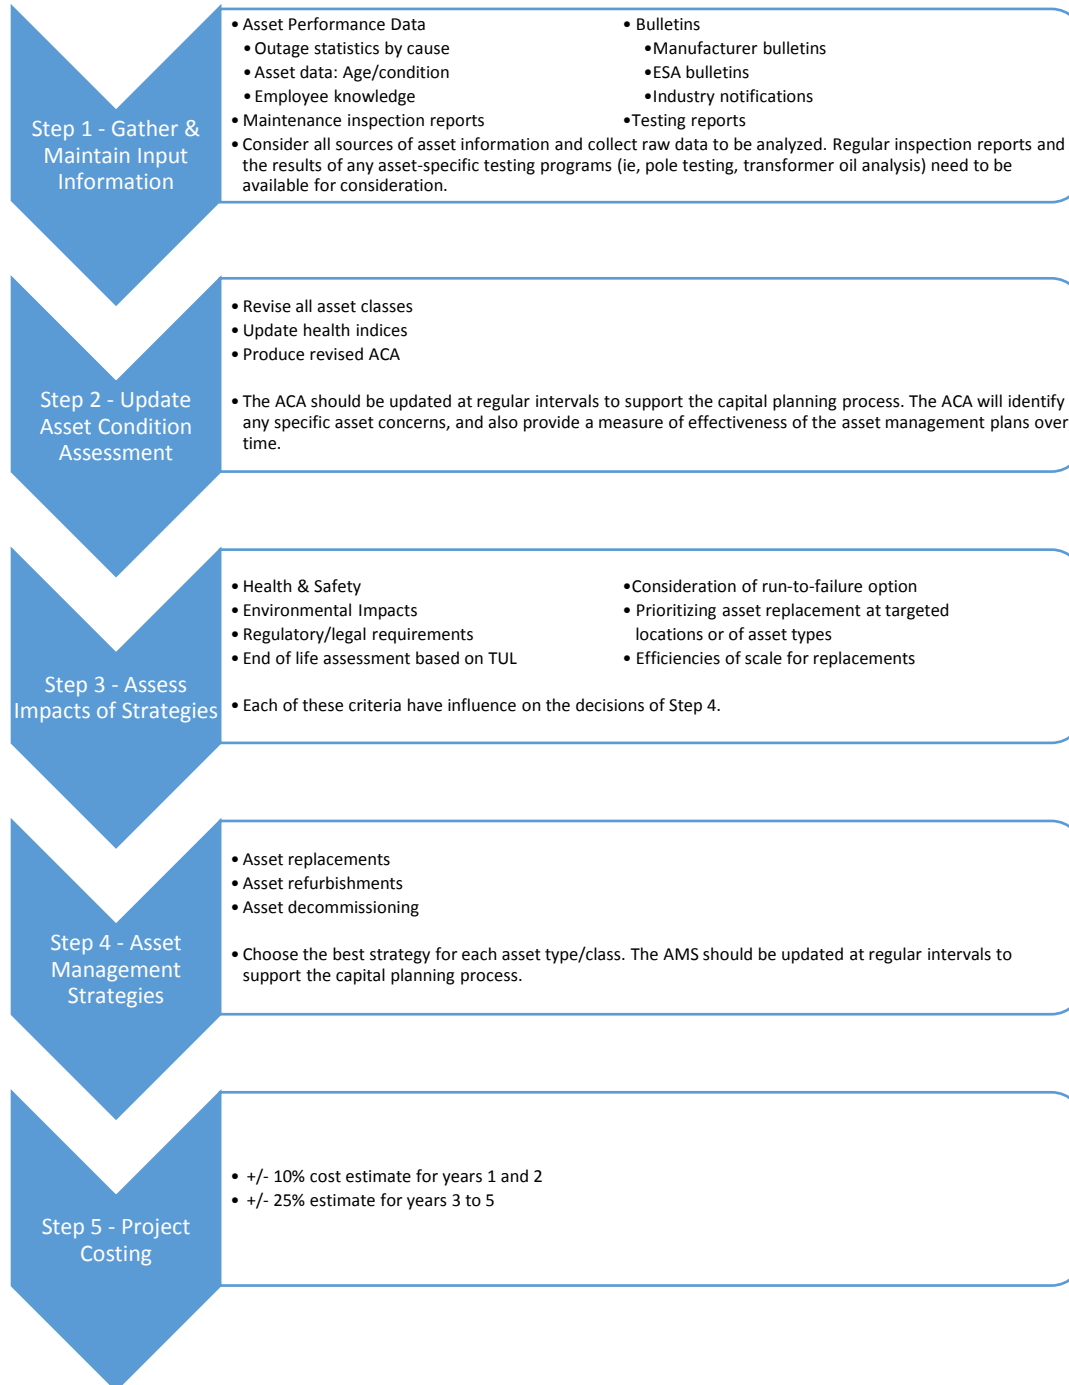 Step 1 - Gather &
Maintain Input
Information
• Asset Performance Data
• Outage statistics by cause
• Asset data: Age/condition
• Employee knowledge
• Maintenance inspection reports
• Bulletins
•Manufacturer bulletins
•ESA bulletins
•Industry notifications
•Testing reports
• Consider all sources of asset information and collect raw data to be analyzed. Regular inspection reports and
the results of any asset-specific testing programs (ie, pole testing, transformer oil analysis) need to be
available for consideration.
Step 2 - Update
Asset Condition
Assessment
• Revise all asset classes
• Update health indices
• Produce revised ACA
• The ACA should be updated at regular intervals to support the capital planning process. The ACA will identify
any specific asset concerns, and also provide a measure of effectiveness of the asset management plans over
time.
Step 3 - Assess
Impacts of Strategies
• Health & Safety
• Environmental Impacts
• Regulatory/legal requirements
• End of life assessment based on TUL
•Consideration of run-to-failure option
• Prioritizing asset replacement at targeted
locations or of asset types
• Efficiencies of scale for replacements
• Each of these criteria have influence on the decisions of Step 4.
Step 4 - Asset
Management
Strategies
• Asset replacements
• Asset refurbishments
• Asset decommissioning
• Choose the best strategy for each asset type/class. The AMS should be updated at regular intervals to
support the capital planning process.
Step 5 - Project
Costing
• +/- 10% cost estimate for years 1 and 2
• +/- 25% estimate for years 3 to 5